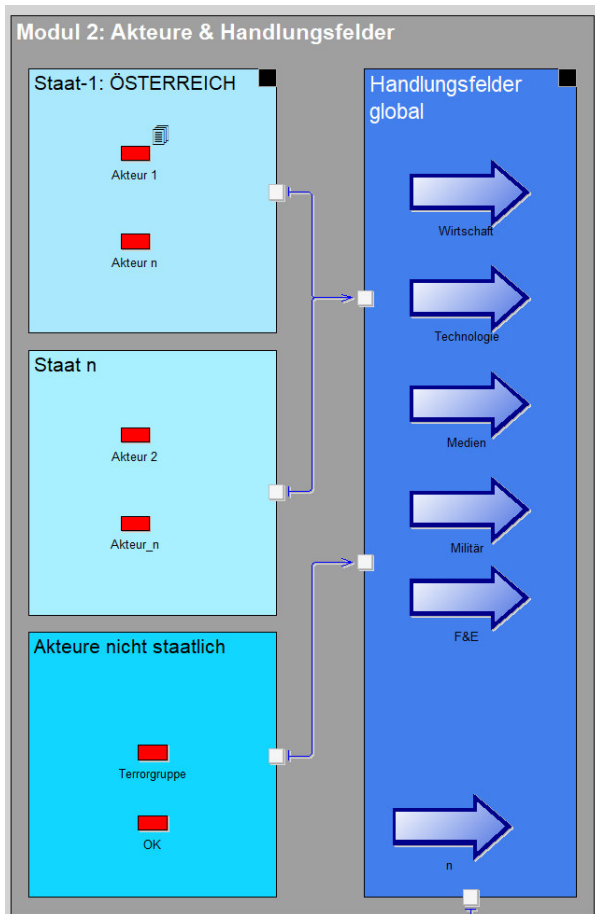 Modul 2: Akteure & Handlungsfelder
Staat-1: ÖSTERREICH
Akteur 1
Akteur n
Staat n
Akteur 2
Akteur_n
Akteure nicht staatlich
Terrorgruppe
OK
Handlungsfelder
global
Wirtschaft
Technologie
Medien
Militär
F&E
n